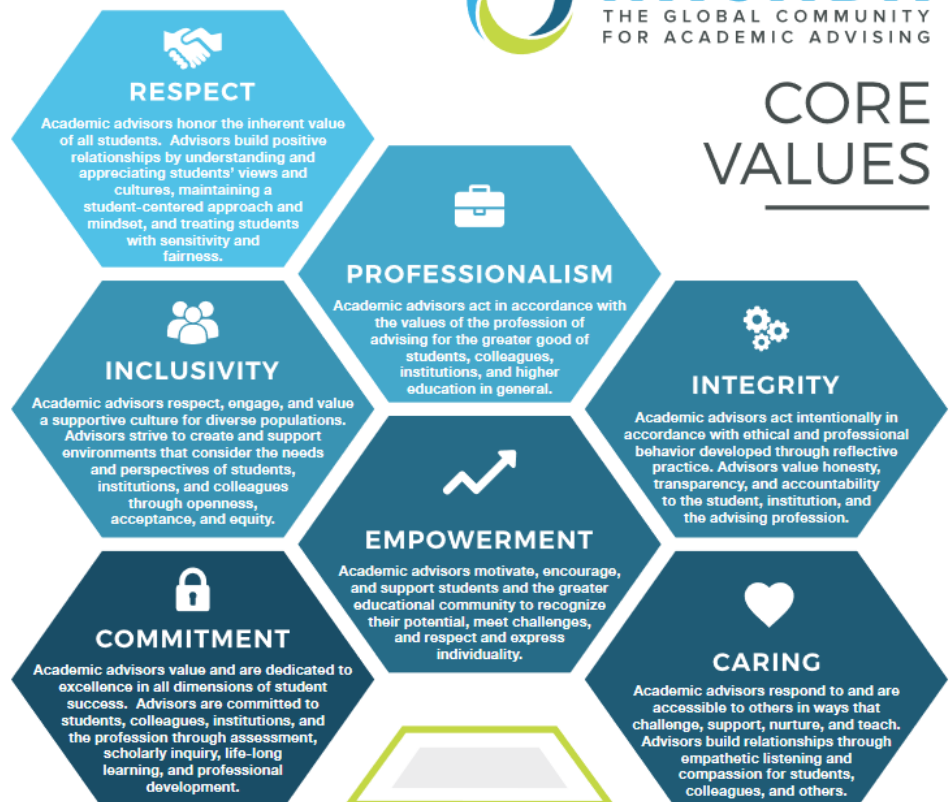 THE GLOBAL COMMUNITY
FOR ACADEMIC ADVISING
CORE
VALUES
RESPECT
Academic advisors honor the inherent value
of all students.  Advisors build positive
relationships by understanding and
appreciating students' views and
cultures, maintaining a
student-centered approach and
mindset, and treating students
with sensitivity and
fairness.
PROFESSIONALISM
Academic advisors act in accordance with
the values of the profession of
advising for the greater good of
students, colleagues,
institutions, and higher
education in general.
INCLUSIVITY
Academic advisors respect, engage, and value
a supportive culture for diverse populations.
Advisors strive to create and support
environments that consider the needs
and perspectives of students,
institutions, and colleagues
through openness,
acceptance, and equity.
INTEGRITY
Academic advisors act intentionally in
accordance with ethical and professional
behavior developed through reflective
practice. Advisors value honesty,
transparency, and accountability
to the student, institution, and
the advising profession.
EMPOWERMENT
Academic advisors motivate, encourage,
and support students and the greater
educational community to recognize
their potential, meet challenges,
and respect and express
individuality.
COMMITMENT
Academic advisors value and are dedicated to
excellence in all dimensions of student
success.  Advisors are committed to
students, colleagues, institutions, and
the profession through assessment,
scholarly inquiry, life-long
learning, and professional
development.
CARING
Academic advisors respond to and are
accessible to others in ways that
challenge, support, nurture, and teach.
Advisors build relationships through
empathetic listening and
compassion for students,
colleagues, and others.